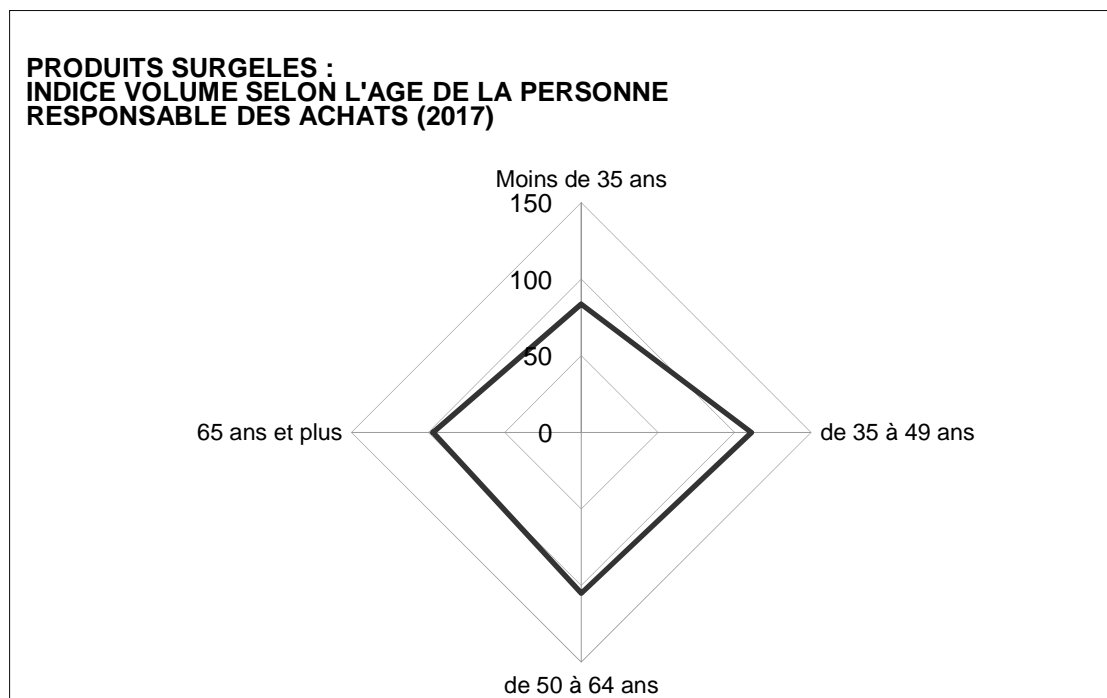 PRODUITS SURGELES :
INDICE VOLUME SELON L'AGE DE LA PERSONNE
RESPONSABLE DES ACHATS (2017)
Moins de 35 ans
150
100
50
65 ans et plus
0
de 35 à 49 ans
de 50 à 64 ans